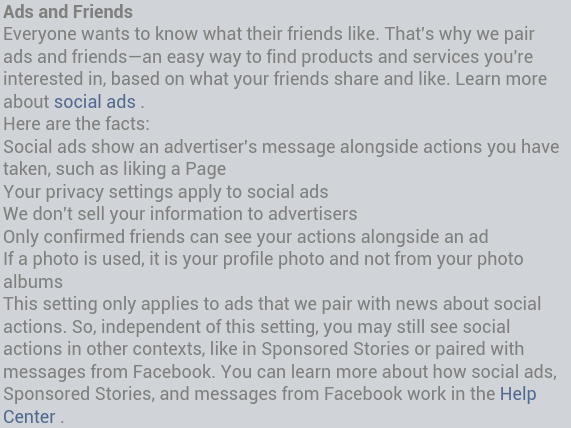 Ads and Friends
Everyone wants to know what their friends like. That's why we pair
ads and friends—an easy way to find products and services you're
interested in, based on what your friends share and like. Learn more
about social ads .
Here are the facts:
Social ads show an advertiser's message alongside actions you have
taken, such as liking a Page
Your privacy settings apply to social ads
We don't sell your information to advertisers
Only confirmed friends can see your actions alongside an ad
If a photo is used, it is your profile photo and not from your photo
albums
This setting only applies to ads that we pair with news about social
actions. So, independent of this setting, you may still see social
actions in other contexts, like in Sponsored Stories or paired with
messages from Facebook. You can learn more about how social ads,
Sponsored Stories, and messages from Facebook work in the Help
Center .